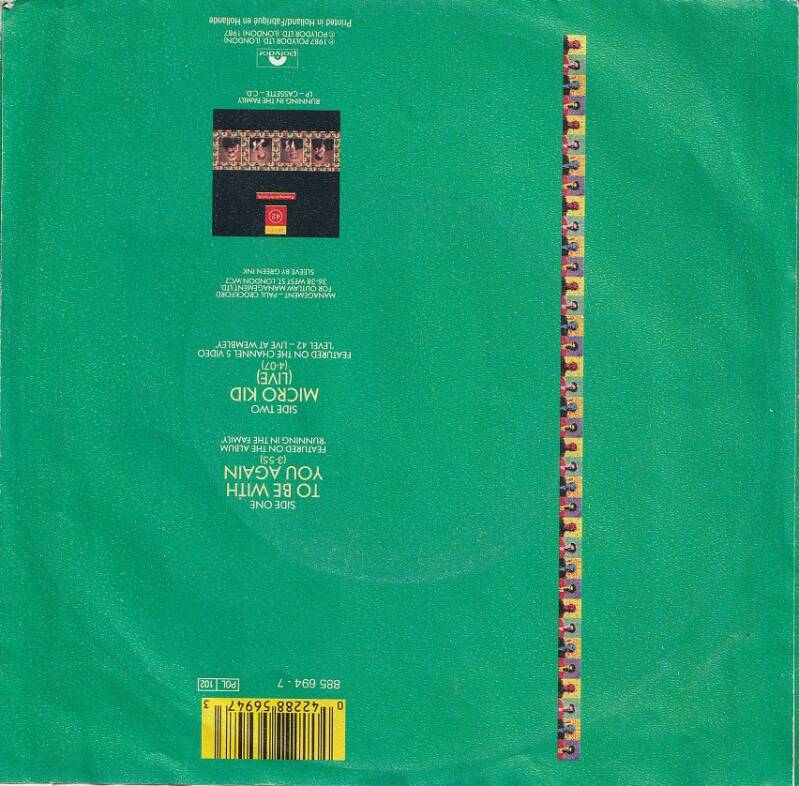 0 42288 56947 3
885 694 - 7 POL 102
SIDE ONE
TO BE WITH
YOU AGAIN
(3-55)
FEATURED ON THE ALBUM
'RUNNING IN THE FAMILY'
SIDE TWO
MICRO KID
(LIVE)
(4-07)
FEATURED ON THE CHANNEL 5 VIDEO
'LEVEL 42 – LIVE AT WEMBLEY'
MANAGEMENT – PAUL CROCKFORD
FOR OUTLAW MANAGEMENT LTD.
36-38 WEST ST. LONDON WC2
SLEEVE BY GREEN INK
42
RUNNING IN THE FAMILY
LP – CASSETTE – C.D.
polydor
℗ 1987 POLYDOR LTD. (LONDON)
© POLYDOR LTD. (LONDON) 1987
Printed in Holland/Fabriqué en Hollande